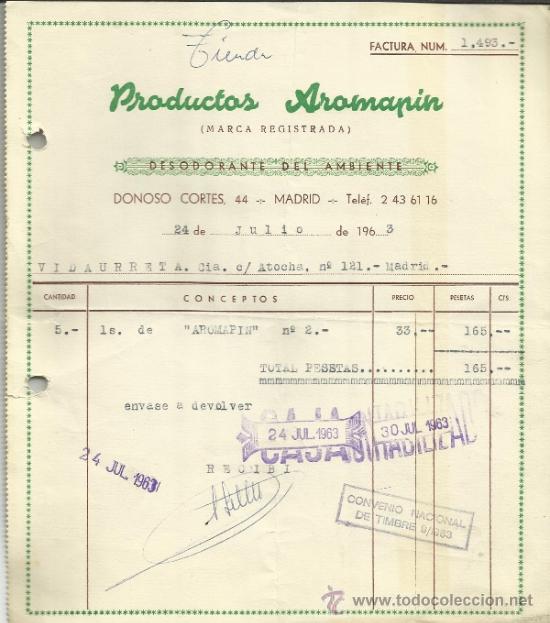 Tienda
FACTURA NUM. 1,493.-
Productos Aromapin
(MARCA REGISTRADA)
DESODORANTE DEL AMBIENTE
DONOSO CORTES, 44 -:- MADRID -:- Teléf. 2 43 61 16
24 de Julio de 1963
VIDAURRETA. Cia. c/ Atocha, nº 121.- Madrid.-
CANTIDAD CONCEPTOS PRECIO PESETAS CTS
5.- ls. de "AROMAPIN" nº 2.- 33,-- 165,--
TOTAL PESETAS.......... 165,--
envase a devolver
CAJA
24 JUL. 1963 30 JUL 1963
CAJA
24 JUL. 1963
RECIBI
CONVENIO NACIONAL
DE TIMBRE 9/963
www.todocoleccion.net